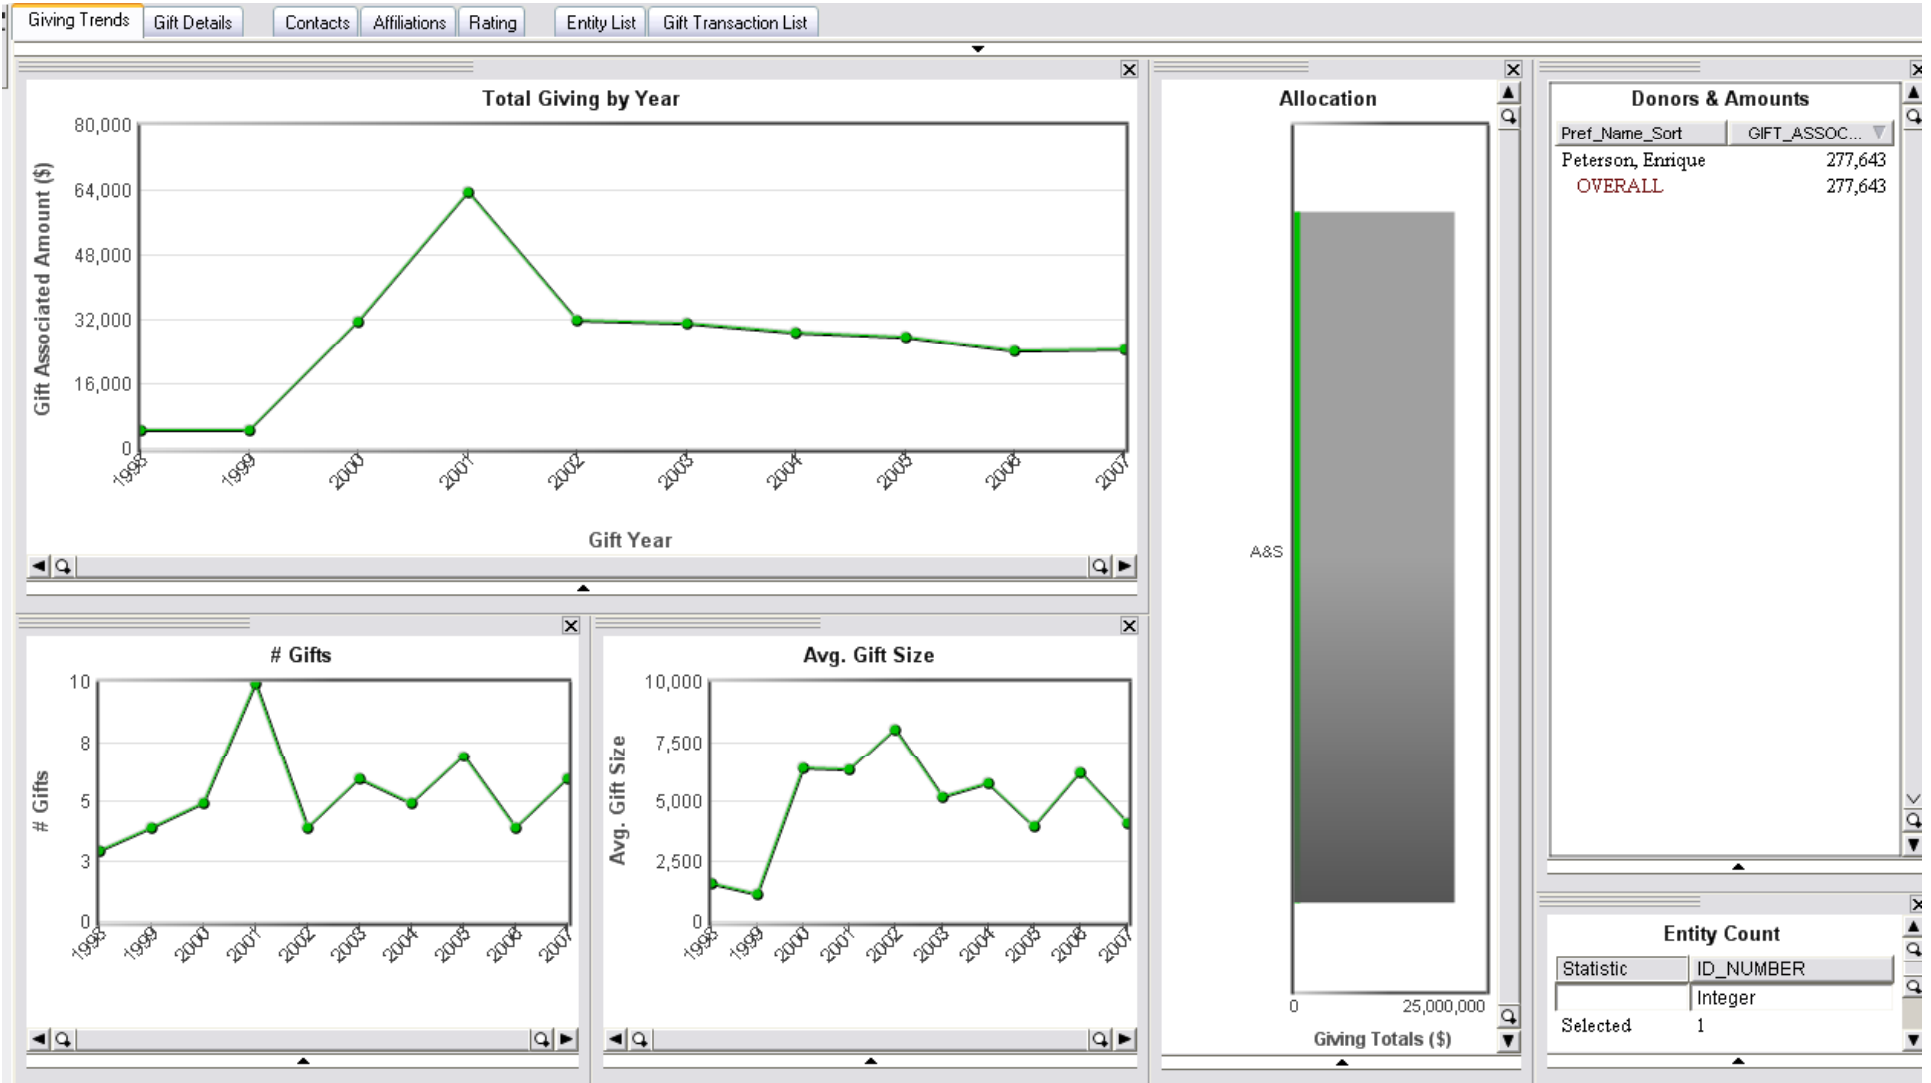 Giving Trends Gift Details Contacts Affiliations Rating Entity List Gift Transaction List
Total Giving by Year
Gift Associated Amount ($)
80,000
64,000
48,000
32,000
16,000
0
1998 1999 2000 2001 2002 2003 2004 2005 2006 2007
Gift Year
# Gifts
# Gifts
10
8
5
3
0
1998 1999 2000 2001 2002 2003 2004 2005 2006 2007
Avg. Gift Size
Avg. Gift Size
10,000
7,500
5,000
2,500
0
1998 1999 2000 2001 2002 2003 2004 2005 2006 2007
Allocation
A&S
0 25,000,000
Giving Totals ($)
Donors & Amounts
Pref_Name_Sort GIFT_ASSOC...
Peterson, Enrique 277,643
OVERALL 277,643
Entity Count
Statistic ID_NUMBER
Integer
Selected 1